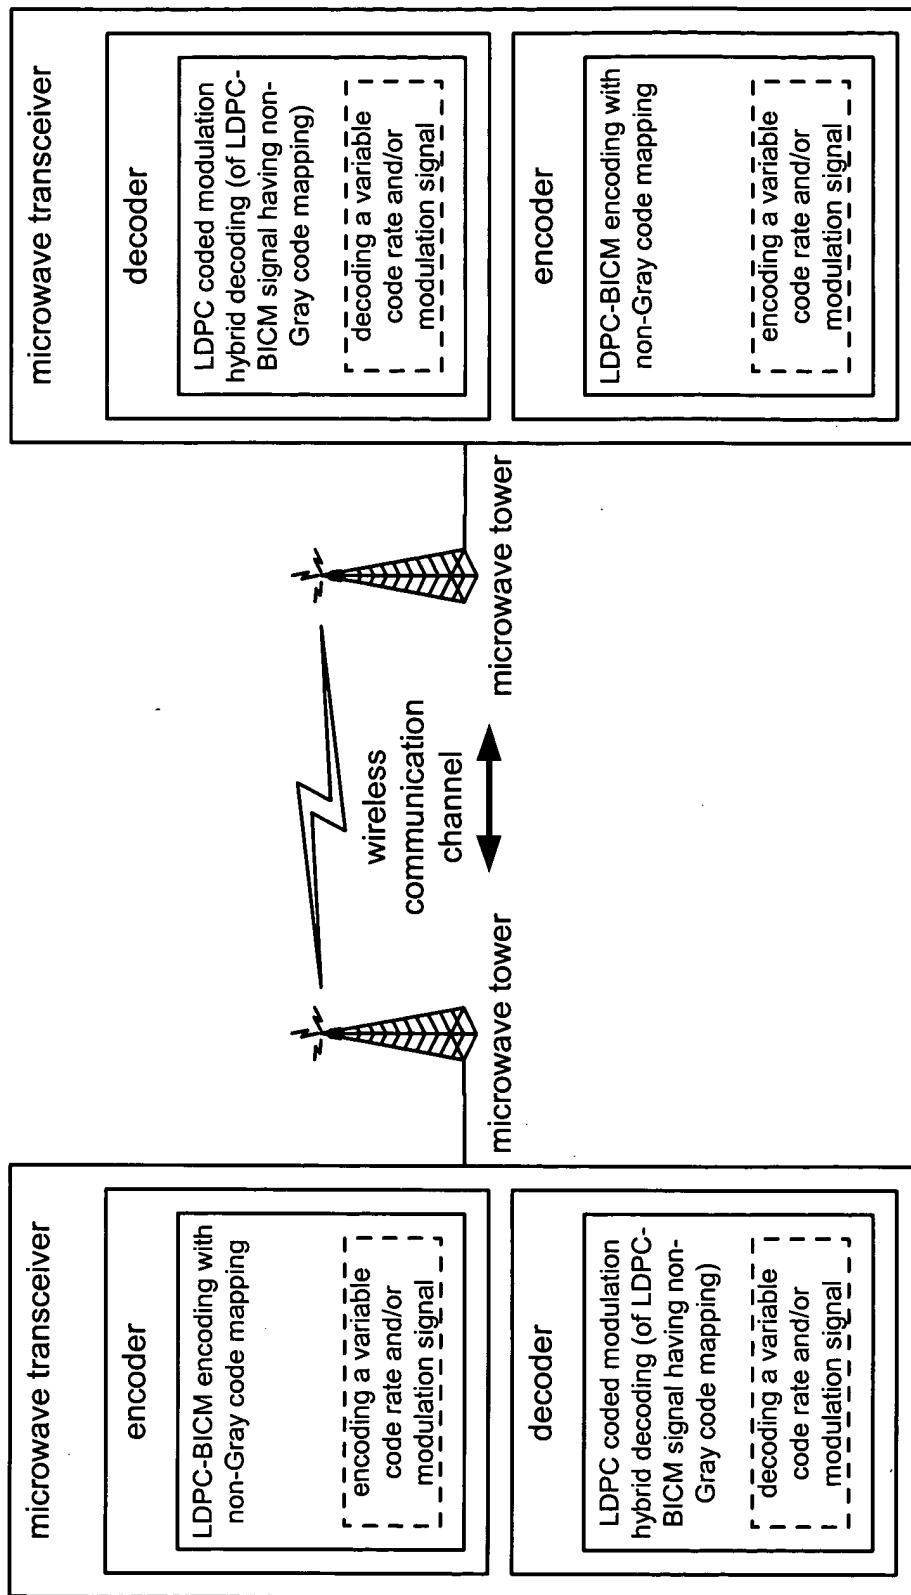 microwave transceiver
encoder
LDPC-BICM encoding with
non-Gray code mapping
encoding a variable
code rate and/or
modulation signal
decoder
LDPC coded modulation
hybrid decoding (of LDPC-
BICM signal having non-
Gray code mapping)
decoding a variable
code rate and/or
modulation signal
microwave tower
wireless
communication
channel
microwave tower
microwave transceiver
decoder
LDPC coded modulation
hybrid decoding (of LDPC-
BICM signal having non-
Gray code mapping)
decoding a variable
code rate and/or
modulation signal
encoder
LDPC-BICM encoding with
non-Gray code mapping
encoding a variable
code rate and/or
modulation signal